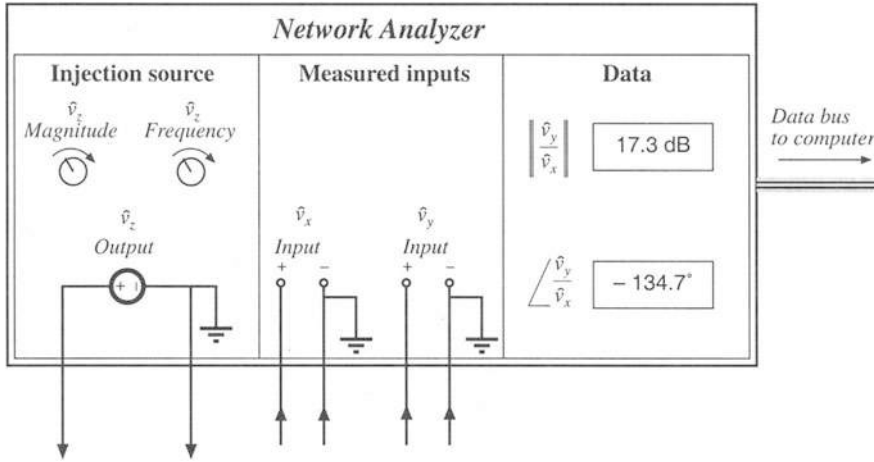 Network Analyzer
Injection source
Measured inputs
Data
v̂z
Magnitude
v̂z
Frequency
v̂z
Output
+ −
v̂x
Input
+ −
v̂y
Input
+ −
‖ v̂y / v̂x ‖
17.3 dB
∠ v̂y / v̂x
− 134.7°
Data bus
to computer